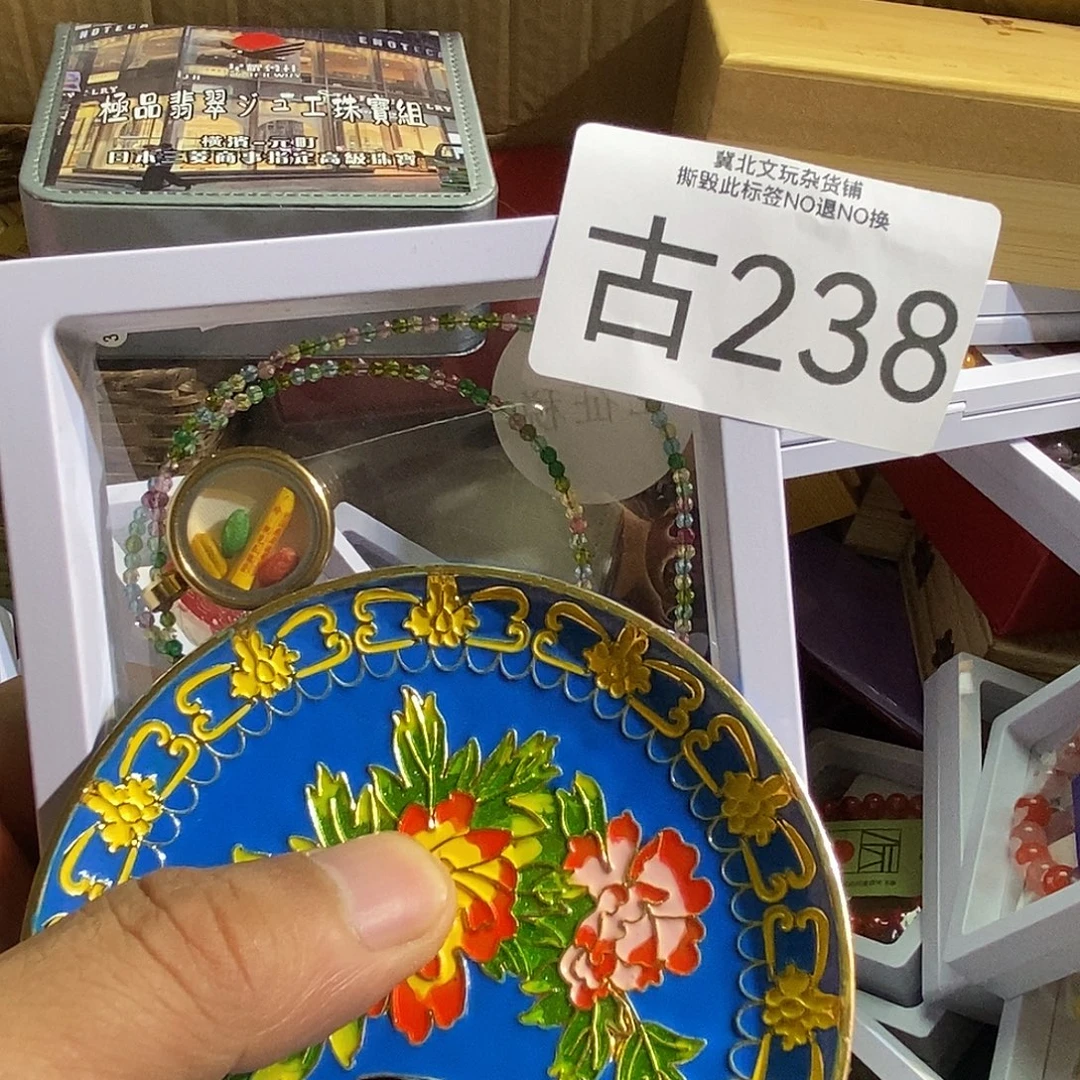 NOTECA
ENOTECA
極品翡翠ジュエ珠寶組
横濱-元町
日本三菱商事指定高級珠寶
冀北文玩杂货铺
撕毁此标签NO退NO换
古238